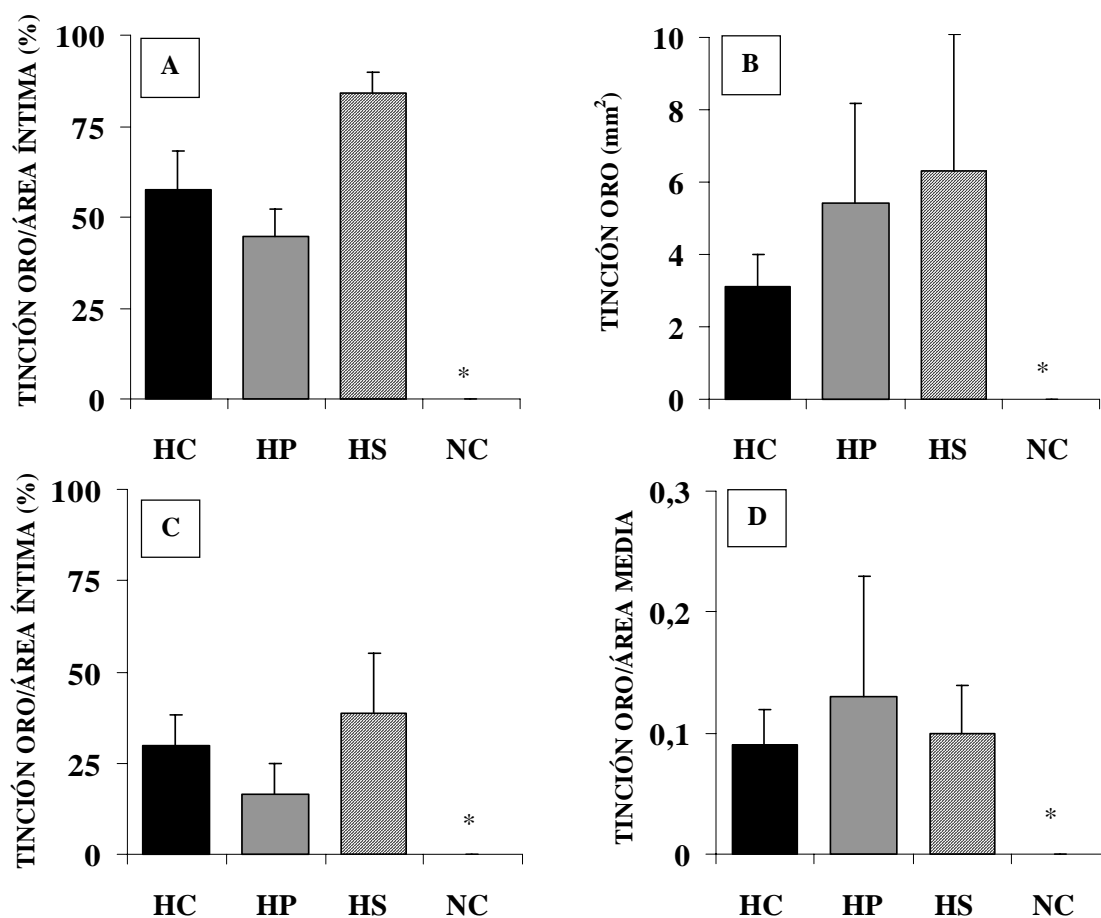 TINCIÓN ORO/ÁREA ÍNTIMA (%)
100
75
50
25
0
A
*
HC HP HS NC
TINCIÓN ORO (mm²)
10
8
6
4
2
0
B
*
HC HP HS NC
TINCIÓN ORO/ÁREA ÍNTIMA (%)
100
75
50
25
0
C
*
HC HP HS NC
TINCIÓN ORO/ÁREA MEDIA
0,3
0,2
0,1
0
D
*
HC HP HS NC